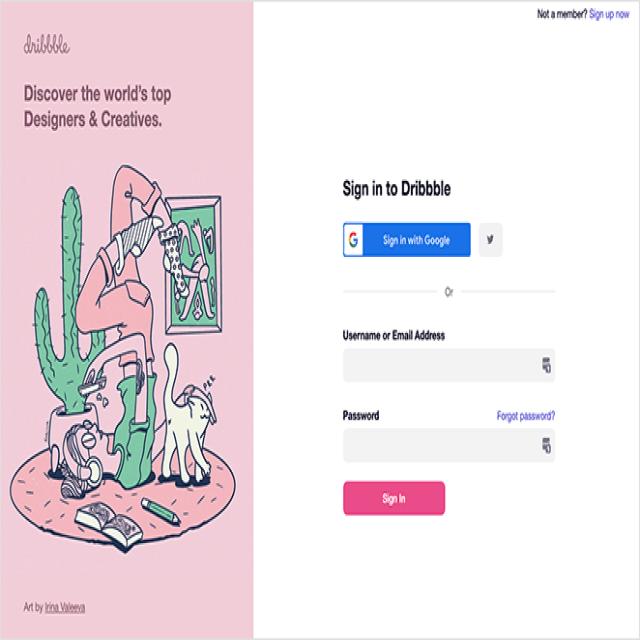 Not a member? Sign up now
dribbble
Discover the world's top
Designers & Creatives.
Art by Irina Valeeva
Sign in to Dribbble
Sign in with Google
Or
Username or Email Address
Password Forgot password?
Sign In